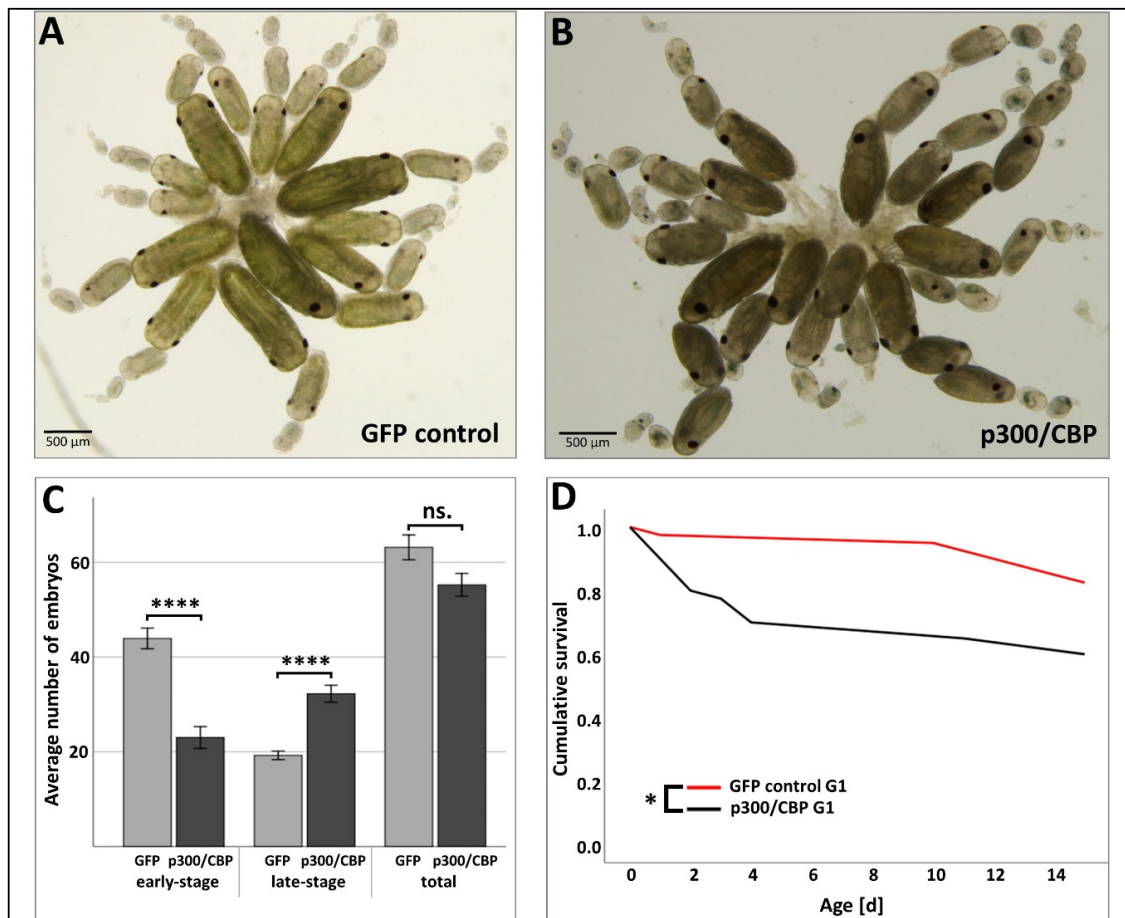 A
500 µm
GFP control
B
500 µm
p300/CBP
C
Average number of embryos
60
40
20
****
****
ns.
GFP p300/CBP GFP p300/CBP GFP p300/CBP
early-stage late-stage total
D
Cumulative survival
1.0
0.8
0.6
0.4
0.2
0.0
* GFP control G1
p300/CBP G1
0 2 4 6 8 10 12 14
Age [d]